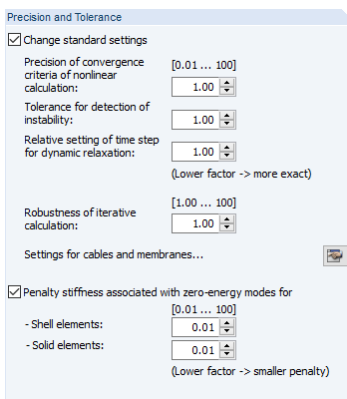 Precision and Tolerance
Change standard settings
Precision of convergence
criteria of nonlinear
calculation:
[0.01 ... 100]
1.00
Tolerance for detection of
instability:
1.00
Relative setting of time step
for dynamic relaxation:
1.00
(Lower factor -> more exact)
[1.00 ... 100]
Robustness of iterative
calculation:
1.00
Settings for cables and membranes...
Penalty stiffness associated with zero-energy modes for
[0.01 ... 100]
- Shell elements:
0.01
- Solid elements:
0.01
(Lower factor -> smaller penalty)